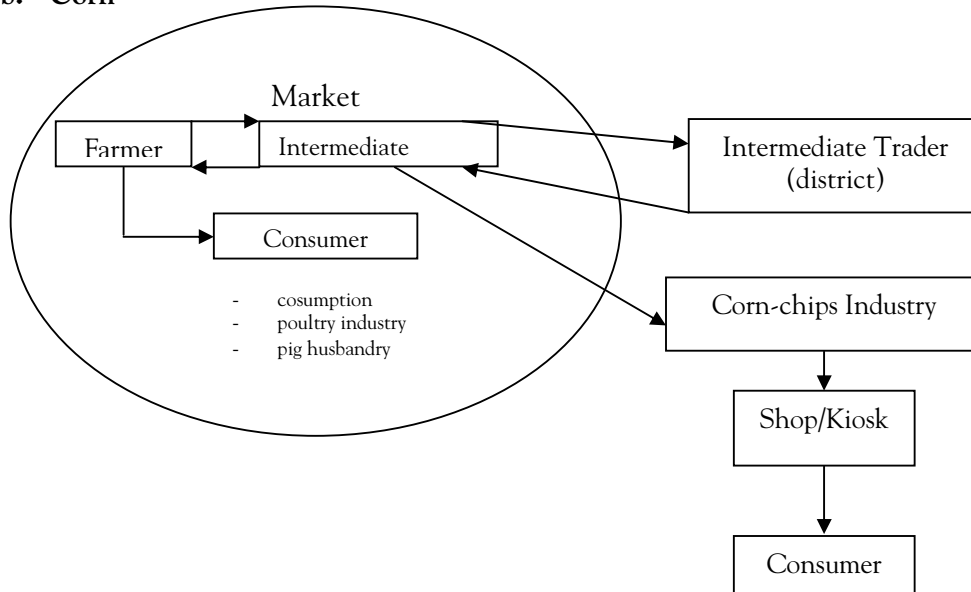 b. Corn
Market
Farmer
Intermediate
Intermediate Trader
(district)
Consumer
- cosumption
- poultry industry
- pig husbandry
Corn-chips Industry
Shop/Kiosk
Consumer